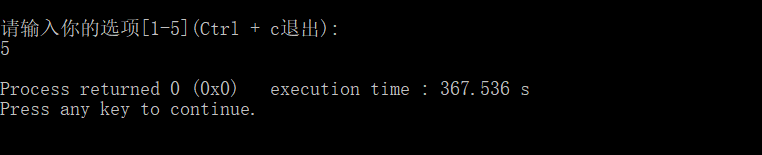 请输入你的选项[1-5](Ctrl + c退出):
5
Process returned 0 (0x0)   execution time : 367.536 s
Press any key to continue.